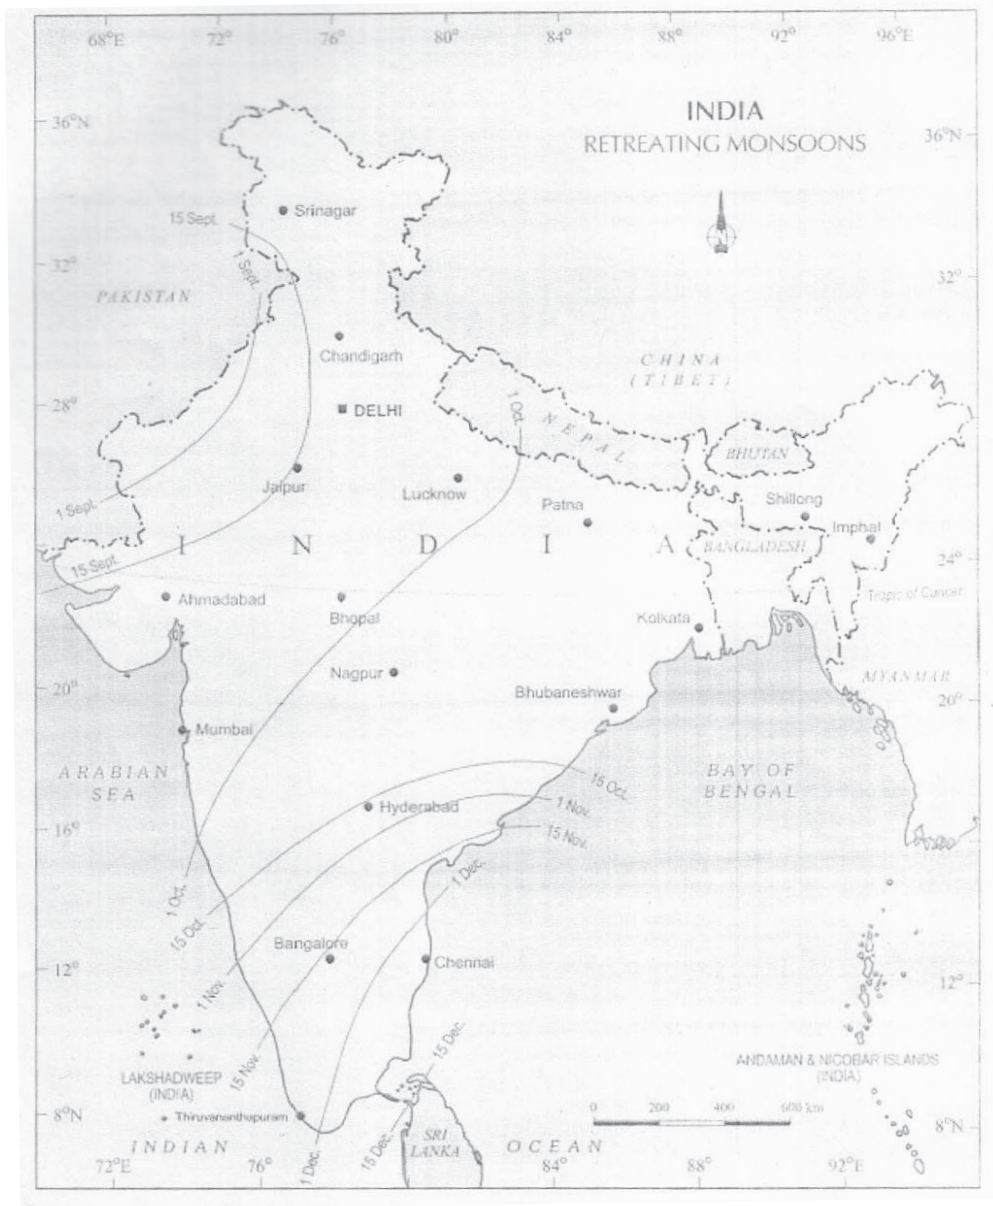 68°E 72° 76° 80° 84° 88° 92° 96°E
INDIA
RETREATING MONSOONS
36°N
36°N
Srinagar
15 Sept.
N
1 Sept.
32°
32°
PAKISTAN
Chandigarh
CHINA
(TIBET)
28°
28°
DELHI
1 Oct.
NEPAL
BHUTAN
Jaipur
Lucknow
Patna
Shillong
1 Sept.
Imphal
INDIA
BANGLADESH
24°
15 Sept.
Ahmadabad
Tropic of Cancer
Bhopal
Kolkata
Nagpur
MYANMAR
20°
Bhubaneshwar
20°
Mumbai
ARABIAN
SEA
BAY OF
BENGAL
15 Oct.
Hyderabad
1 Nov.
16°
15 Nov.
16°
1 Dec.
1 Oct.
15 Oct.
Bangalore
Chennai
12°
12°
1 Nov.
15 Dec.
15 Nov.
LAKSHADWEEP
(INDIA)
ANDAMAN & NICOBAR ISLANDS
(INDIA)
8°N
Thiruvananthapuram
0 200 400 600 km
8°N
INDIAN OCEAN
SRI
LANKA
1 Dec.
15 Dec.
72°E 76° 84° 88° 92°E